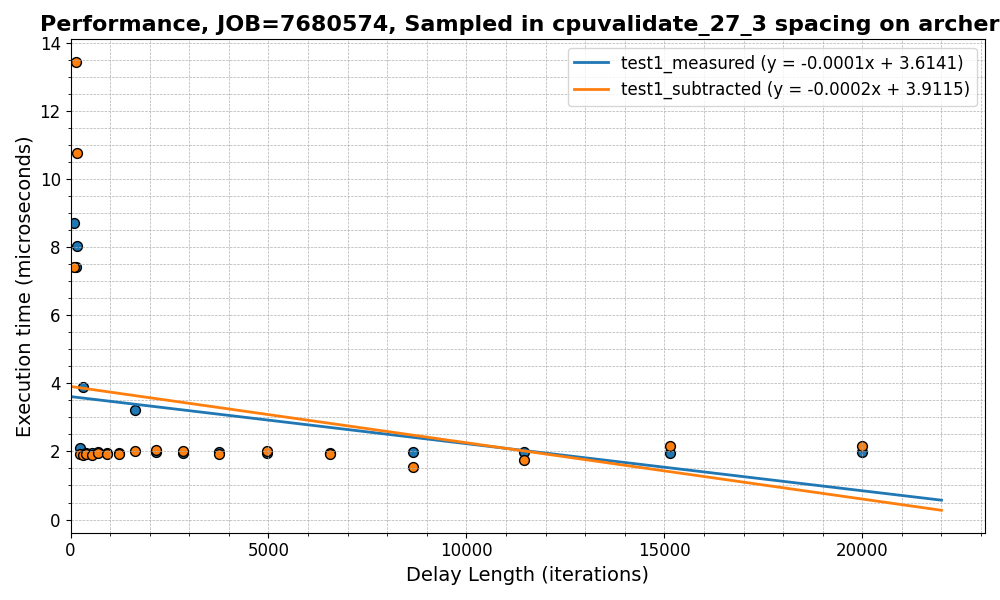 Performance, JOB=7680574, Sampled in cpuvalidate_27_3 spacing on archer
Execution time (microseconds)
14
12
10
8
6
4
2
0
test1_measured (y = -0.0001x + 3.6141)
test1_subtracted (y = -0.0002x + 3.9115)
0 5000 10000 15000 20000
Delay Length (iterations)